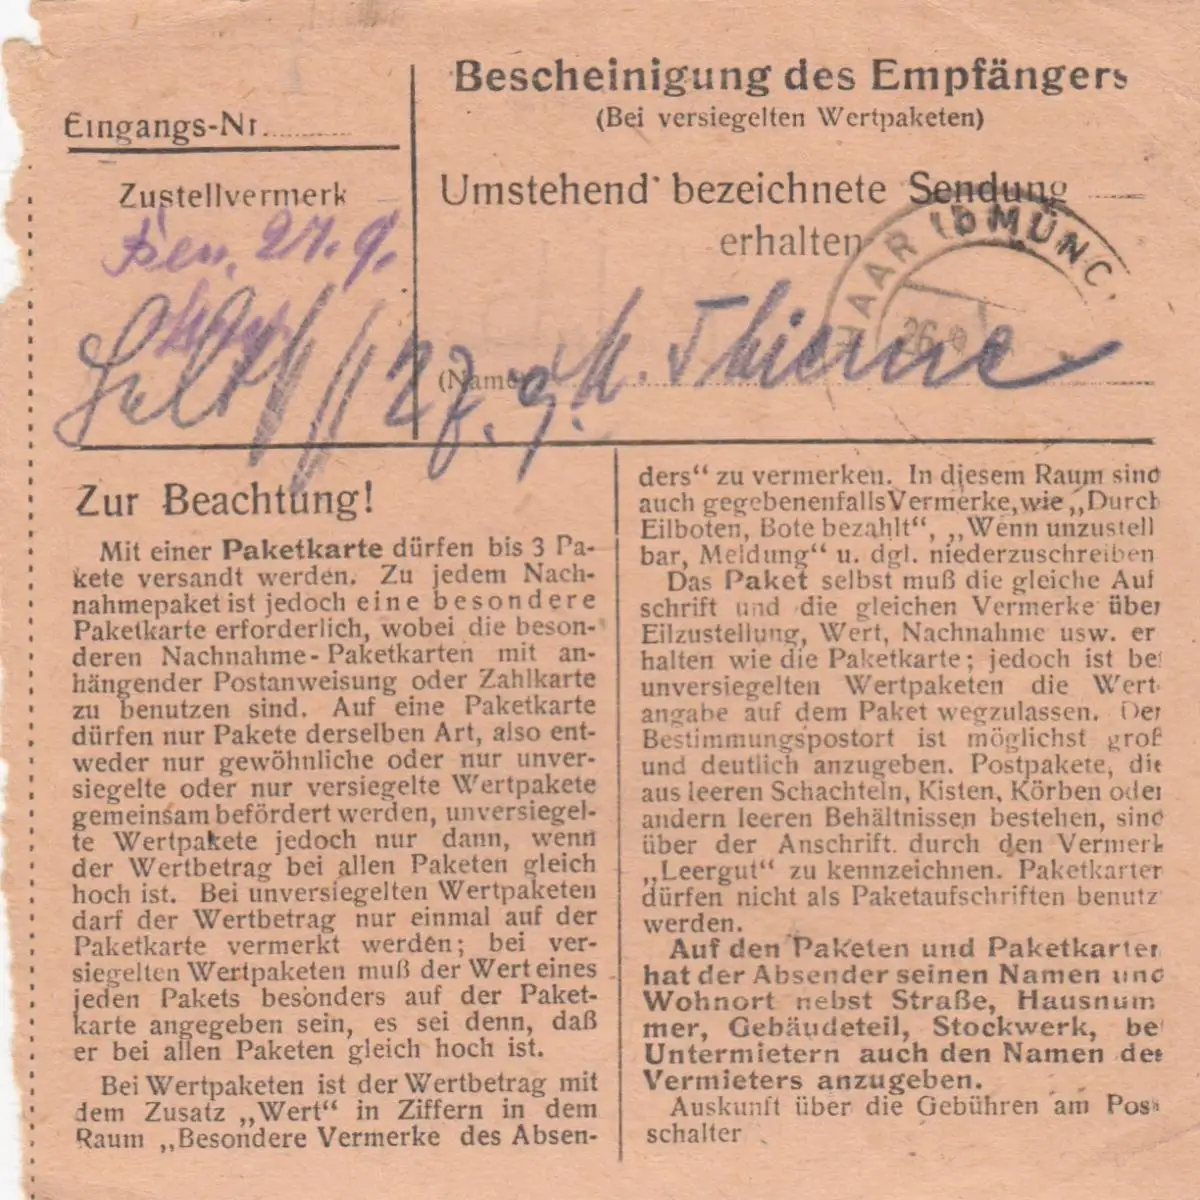 Eingangs-Nr.
Zustellvermerk
27. 9.
Bescheinigung des Empfängers
(Bei versiegelten Wertpaketen)
Umstehend bezeichnete Sendung
erhalten
HAAR (b MÜNC
26
27. 9. M. Thieme
(Name
Zur Beachtung!
Mit einer Paketkarte dürfen bis 3 Pa-
kete versandt werden. Zu jedem Nach-
nahmepaket ist jedoch eine besondere
Paketkarte erforderlich, wobei die beson-
deren Nachnahme-Paketkarten mit an-
hängender Postanweisung oder Zahlkarte
zu benutzen sind. Auf eine Paketkarte
dürfen nur Pakete derselben Art, also ent-
weder nur gewöhnliche oder nur unver-
siegelte oder nur versiegelte Wertpakete
gemeinsam befördert werden, unversiegel-
te Wertpakete jedoch nur dann, wenn
der Wertbetrag bei allen Paketen gleich
hoch ist. Bei unversiegelten Wertpaketen
darf der Wertbetrag nur einmal auf der
Paketkarte vermerkt werden; bei ver-
siegelten Wertpaketen muß der Wert eines
jeden Pakets besonders auf der Paket-
karte angegeben sein, es sei denn, daß
er bei allen Paketen gleich hoch ist.
Bei Wertpaketen ist der Wertbetrag mit
dem Zusatz „Wert“ in Ziffern in dem
Raum „Besondere Vermerke des Absen-
ders“ zu vermerken. In diesem Raum sind
auch gegebenenfalls Vermerke, wie „Durch
Eilboten, Bote bezahlt“, „Wenn unzustell
bar, Meldung“ u. dgl. niederzuschreiben
Das Paket selbst muß die gleiche Auf
schrift und die gleichen Vermerke über
Eilzustellung, Wert, Nachnahme usw. er
halten wie die Paketkarte; jedoch ist bei
unversiegelten Wertpaketen die Wert-
angabe auf dem Paket wegzulassen. Der
Bestimmungspostort ist möglichst groß
und deutlich anzugeben. Postpakete, die
aus leeren Schachteln, Kisten, Körben oder
andern leeren Behältnissen bestehen, sind
über der Anschrift durch den Vermerk
„Leergut“ zu kennzeichnen. Paketkarten
dürfen nicht als Paketaufschriften benutz
werden.
Auf den Paketen und Paketkarten
hat der Absender seinen Namen und
Wohnort nebst Straße, Hausnum
mer, Gebäudeteil, Stockwerk, bei
Untermietern auch den Namen des
Vermieters anzugeben.
Auskunft über die Gebühren am Post
schalter